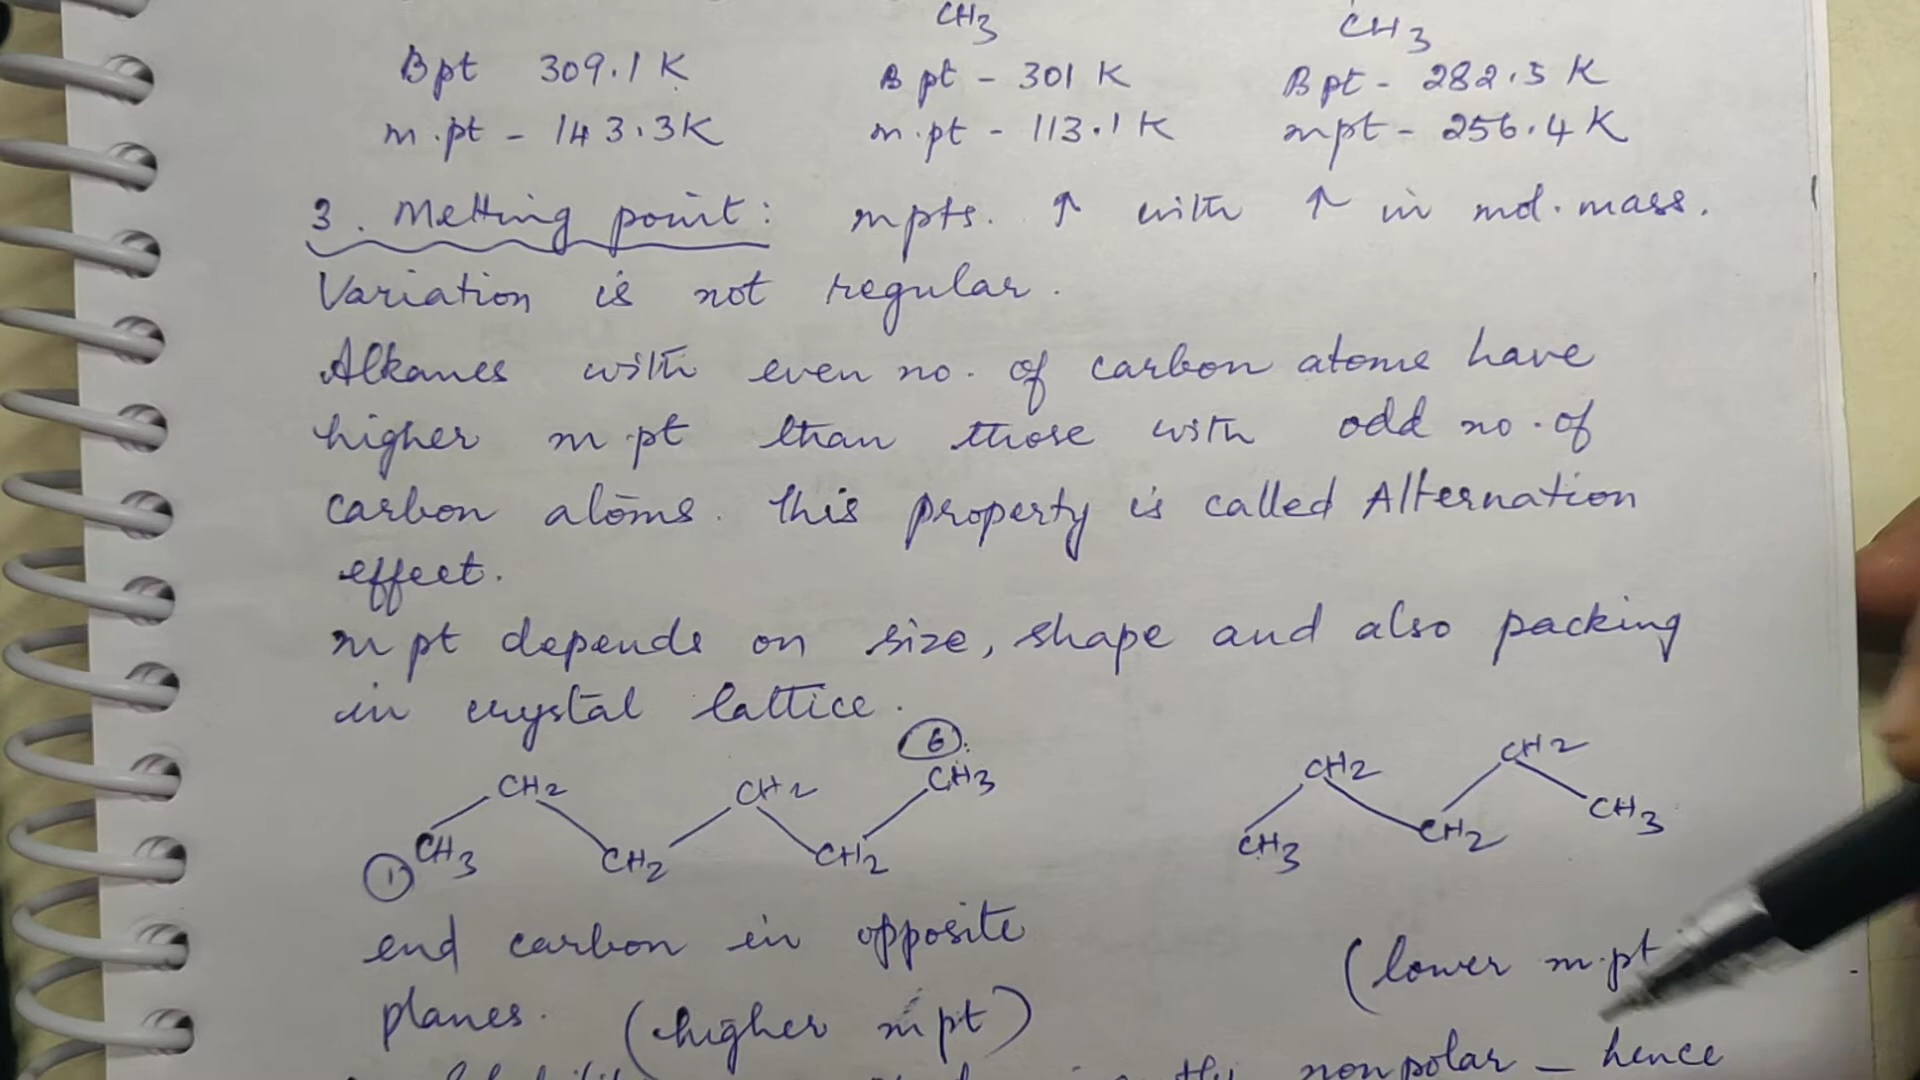 CH3 CH3
Bpt 309.1 K B pt - 301 K Bpt - 282.5 K
m.pt - 143.3K m.pt - 113.1 K mpt - 256.4 K
3. Melting point: mpts. ↑ with ↑ in mol. mass.
Variation is not regular.
Alkanes with even no. of carbon atoms have
higher m.pt than those with odd no. of
carbon atoms. This property is called Alternation
effect.
m pt depends on size, shape and also packing
in crystal lattice.
6
CH2 CH2 CH3 CH2 CH2
1 CH3 CH2 CH2 CH3 CH2 CH3
end carbon in opposite
planes. (higher m pt) (lower m.pt
nonpolar - hence